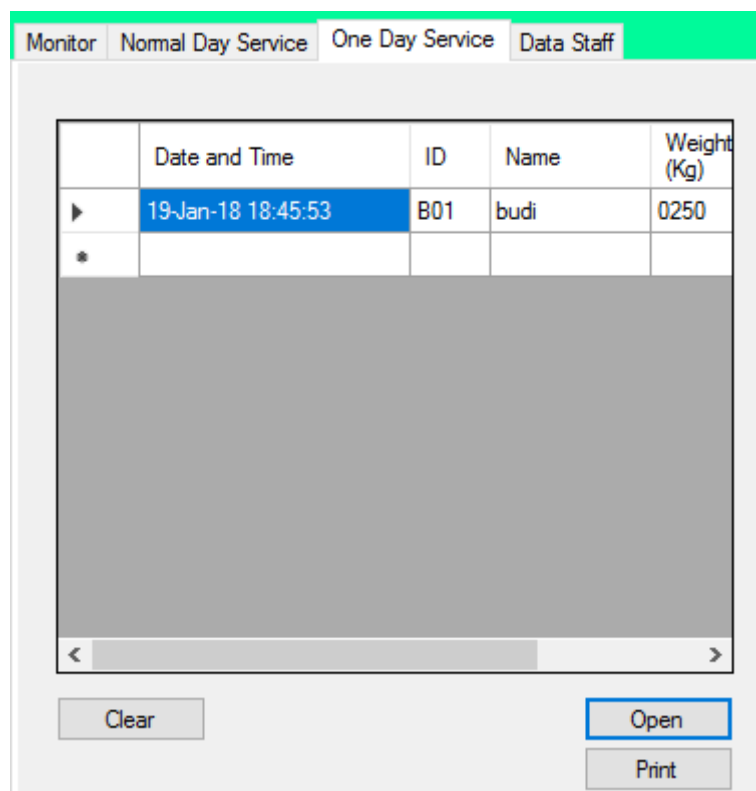 Monitor Normal Day Service One Day Service Data Staff
Date and Time ID Name Weight
(Kg)
19-Jan-18 18:45:53 B01 budi 0250
Clear Open
Print